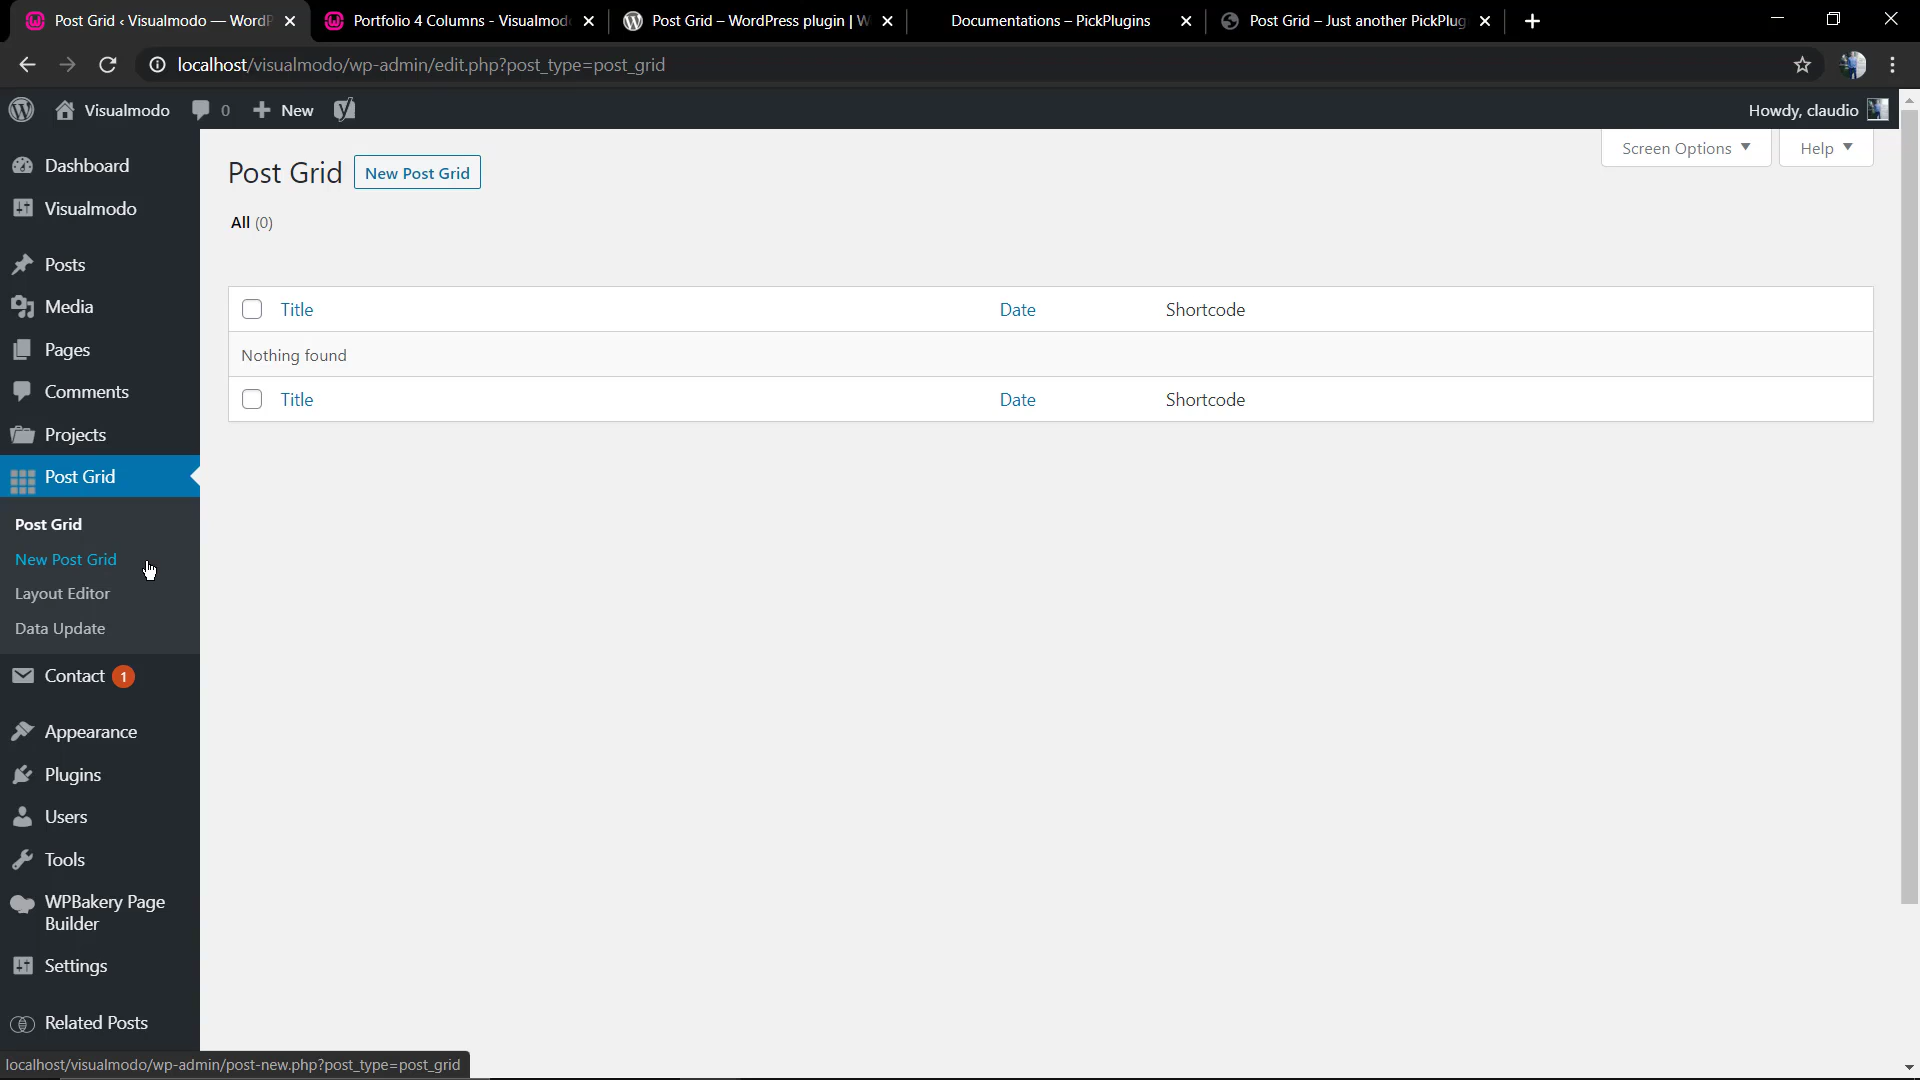 Post Grid ‹ Visualmodo — WordP
Portfolio 4 Columns - Visualmod
Post Grid – WordPress plugin | W
Documentations – PickPlugins
Post Grid – Just another PickPlug
localhost/visualmodo/wp-admin/edit.php?post_type=post_grid
Visualmodo
0
New
Howdy, claudio
Dashboard
Visualmodo
Posts
Media
Pages
Comments
Projects
Post Grid
Post Grid
New Post Grid
Layout Editor
Data Update
Contact 1
Appearance
Plugins
Users
Tools
WPBakery Page
Builder
Settings
Related Posts
Screen Options
Help
Post Grid
New Post Grid
All (0)
Title Date Shortcode
Nothing found
Title Date Shortcode
localhost/visualmodo/wp-admin/post-new.php?post_type=post_grid